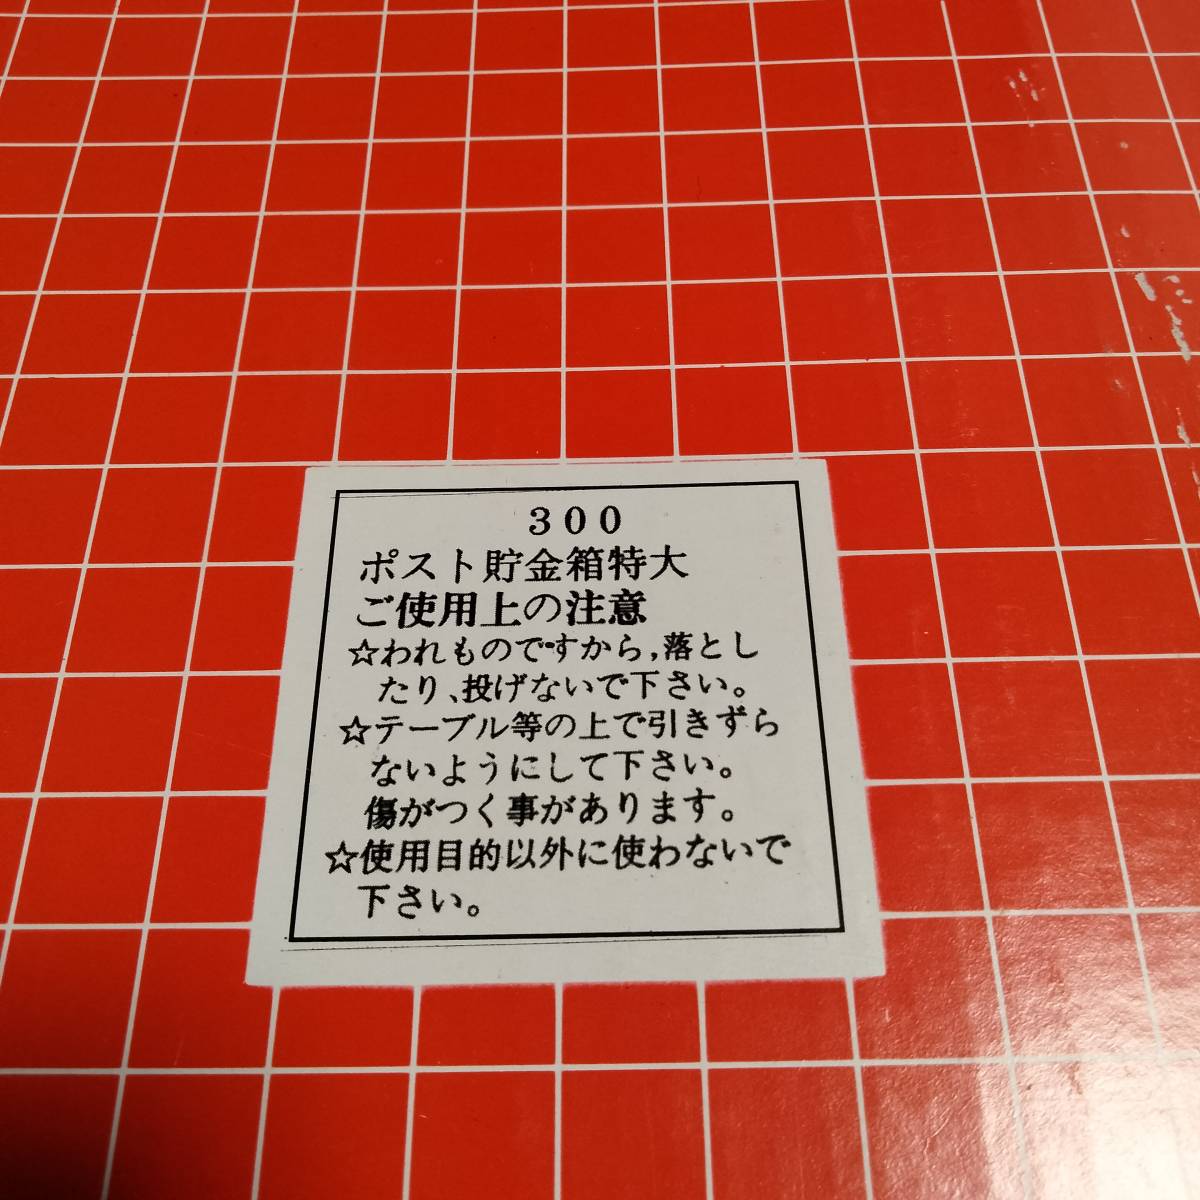 300
ポスト貯金箱特大
ご使用上の注意
☆われものですから,落とし
たり、投げないで下さい。
☆テーブル等の上で引きずら
ないようにして下さい。
傷がつく事があります。
☆使用目的以外に使わないで
下さい。